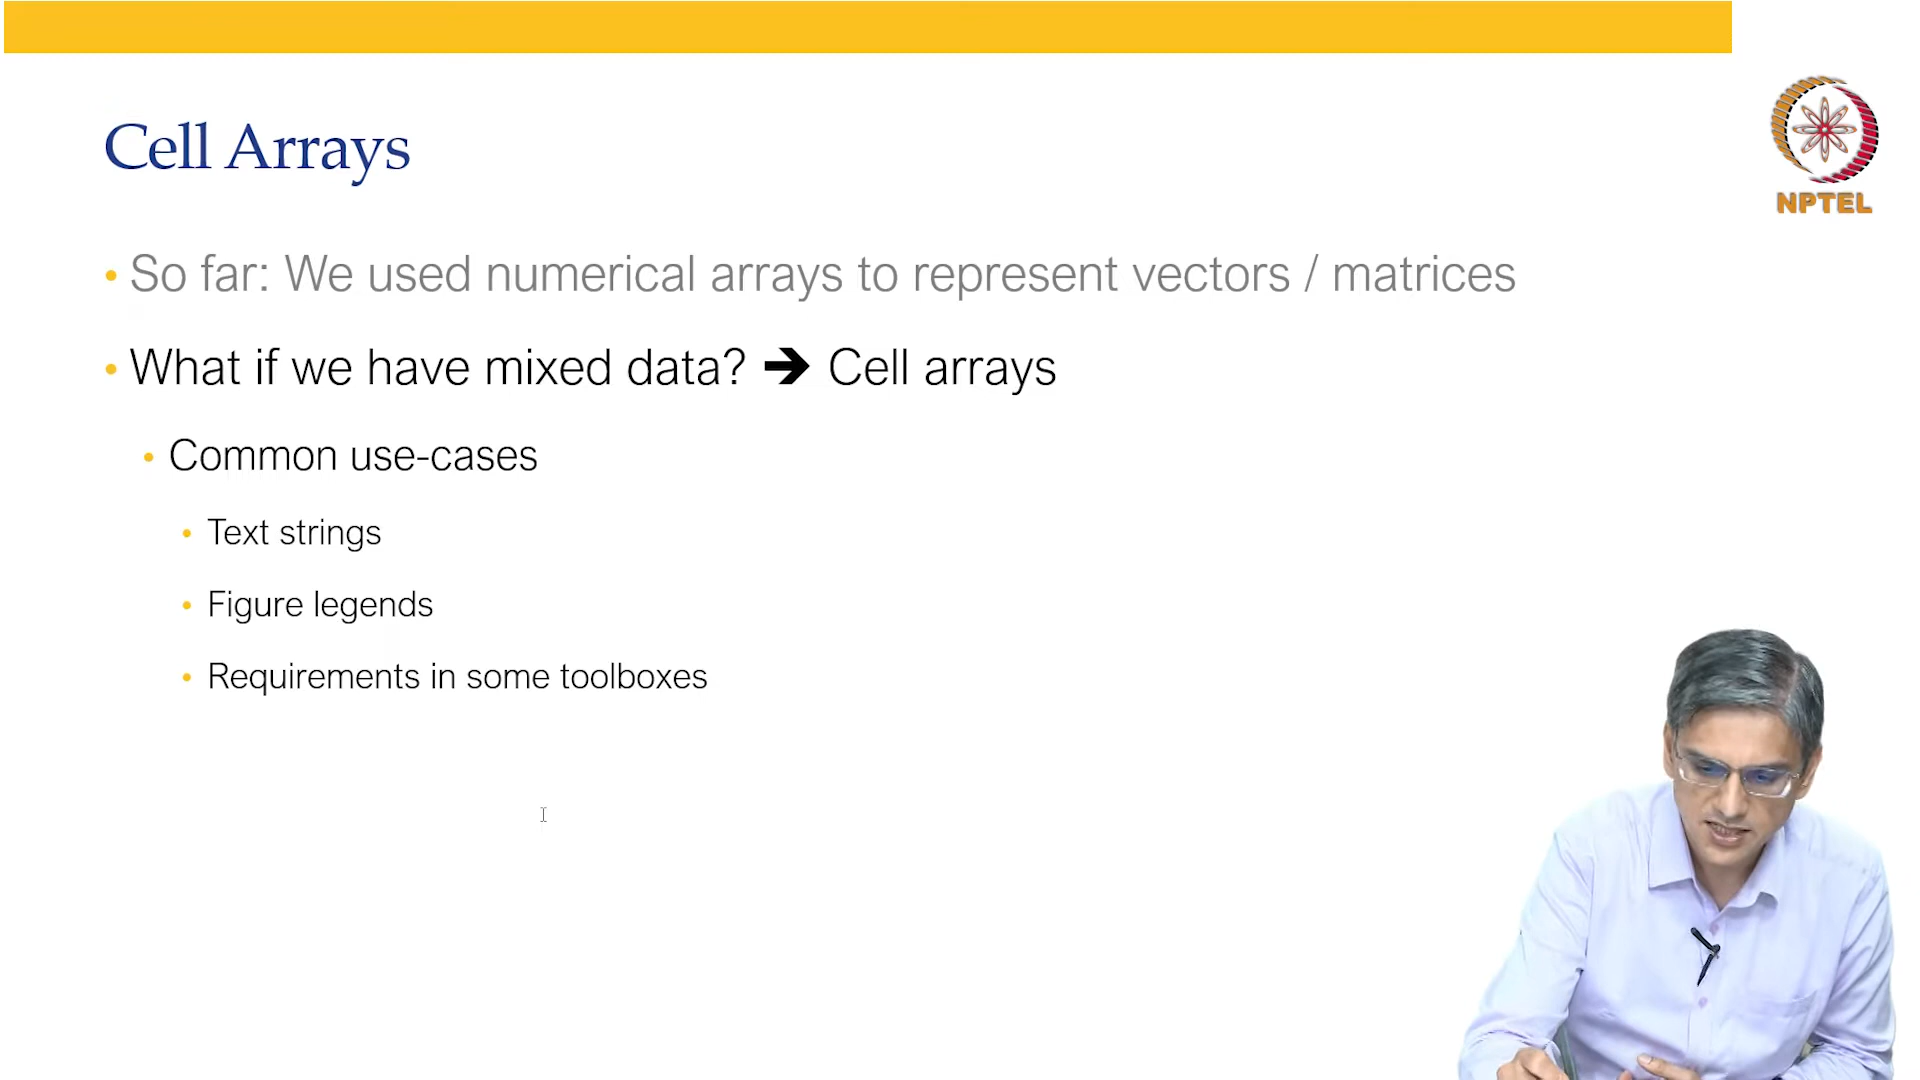 Cell Arrays
NPTEL
• So far: We used numerical arrays to represent vectors / matrices
• What if we have mixed data? ➔ Cell arrays
• Common use-cases
• Text strings
• Figure legends
• Requirements in some toolboxes